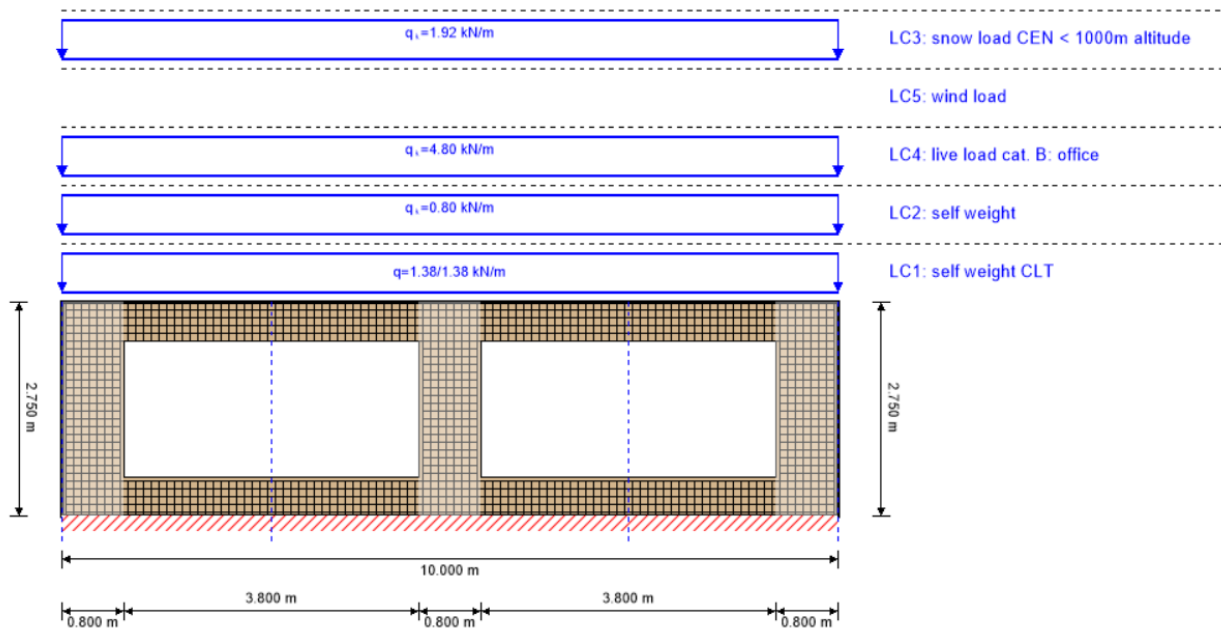 qₖ=1.92 kN/m
LC3: snow load CEN < 1000m altitude
LC5: wind load
qₖ=4.80 kN/m
LC4: live load cat. B: office
qₖ=0.80 kN/m
LC2: self weight
q=1.38/1.38 kN/m
LC1: self weight CLT
2.750 m
2.750 m
10.000 m
3.800 m
3.800 m
0.800 m
0.800 m
0.800 m